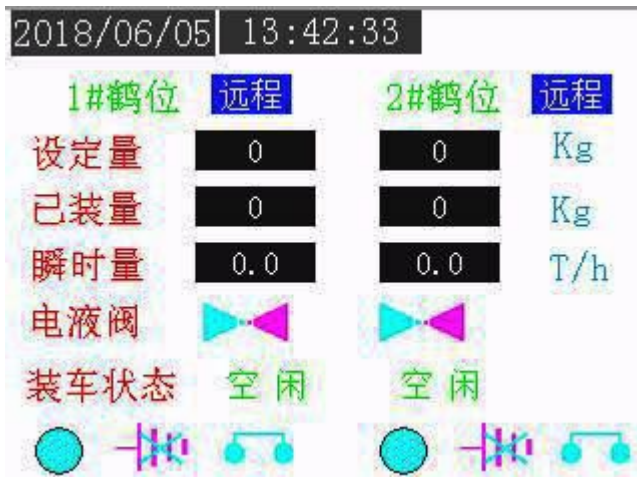 2018/06/05 13:42:33
1#鹤位 远程 2#鹤位 远程
设定量 0 0 Kg
已装量 0 0 Kg
瞬时量 0.0 0.0 T/h
电液阀
装车状态 空闲 空闲